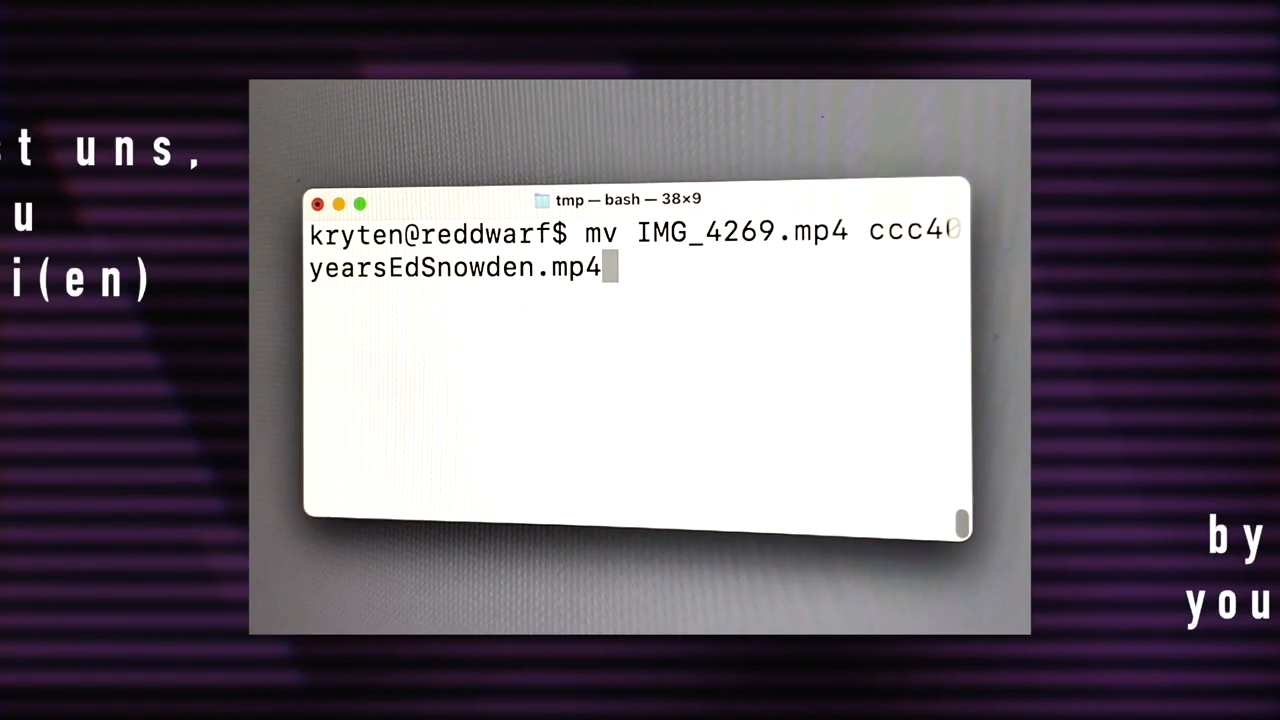 t uns,
u
i(en)
tmp — bash — 38×9
kryten@reddwarf$ mv IMG_4269.mp4 ccc40
yearsEdSnowden.mp4
by
you